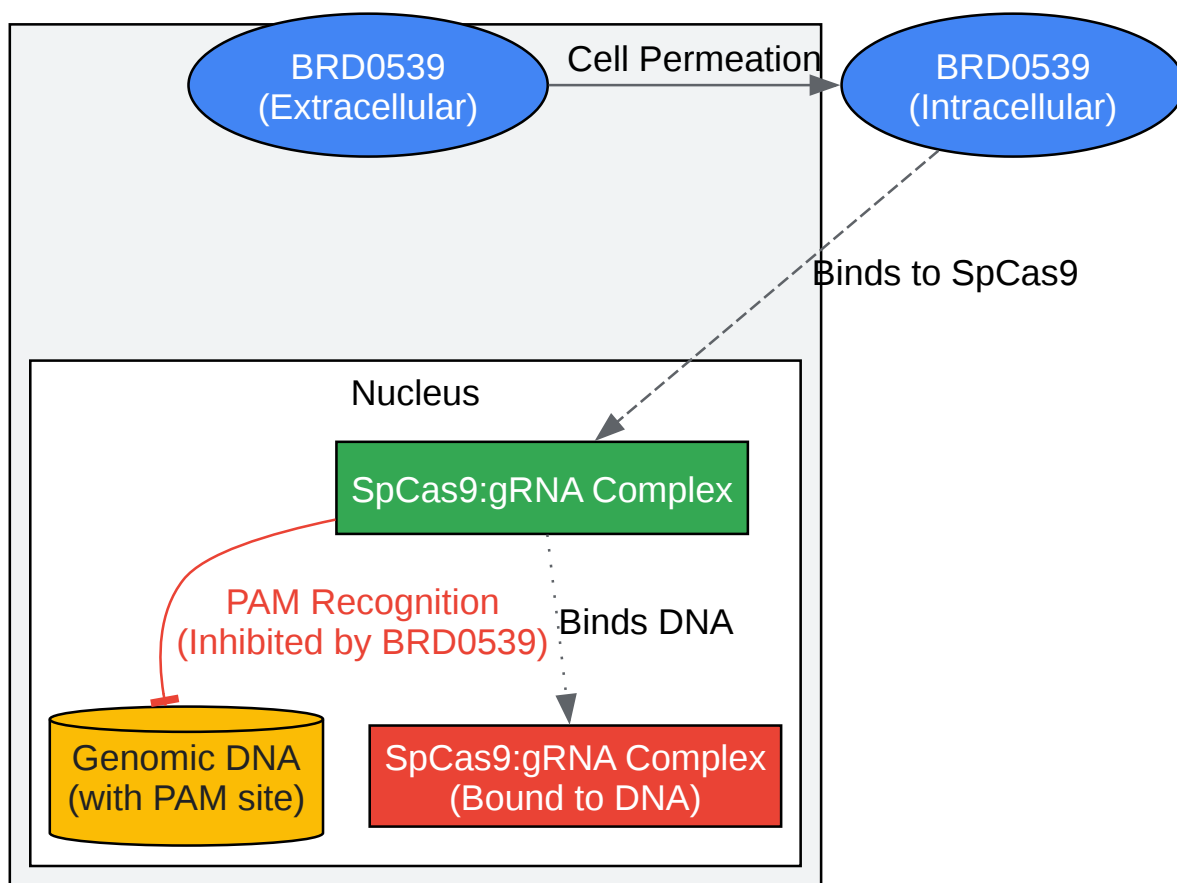 BRD0539
(Extracellular)
Cell Permeation
BRD0539
(Intracellular)
Binds to SpCas9
Nucleus
SpCas9:gRNA Complex
PAM Recognition
(Inhibited by BRD0539)
Binds DNA
Genomic DNA
(with PAM site)
SpCas9:gRNA Complex
(Bound to DNA)